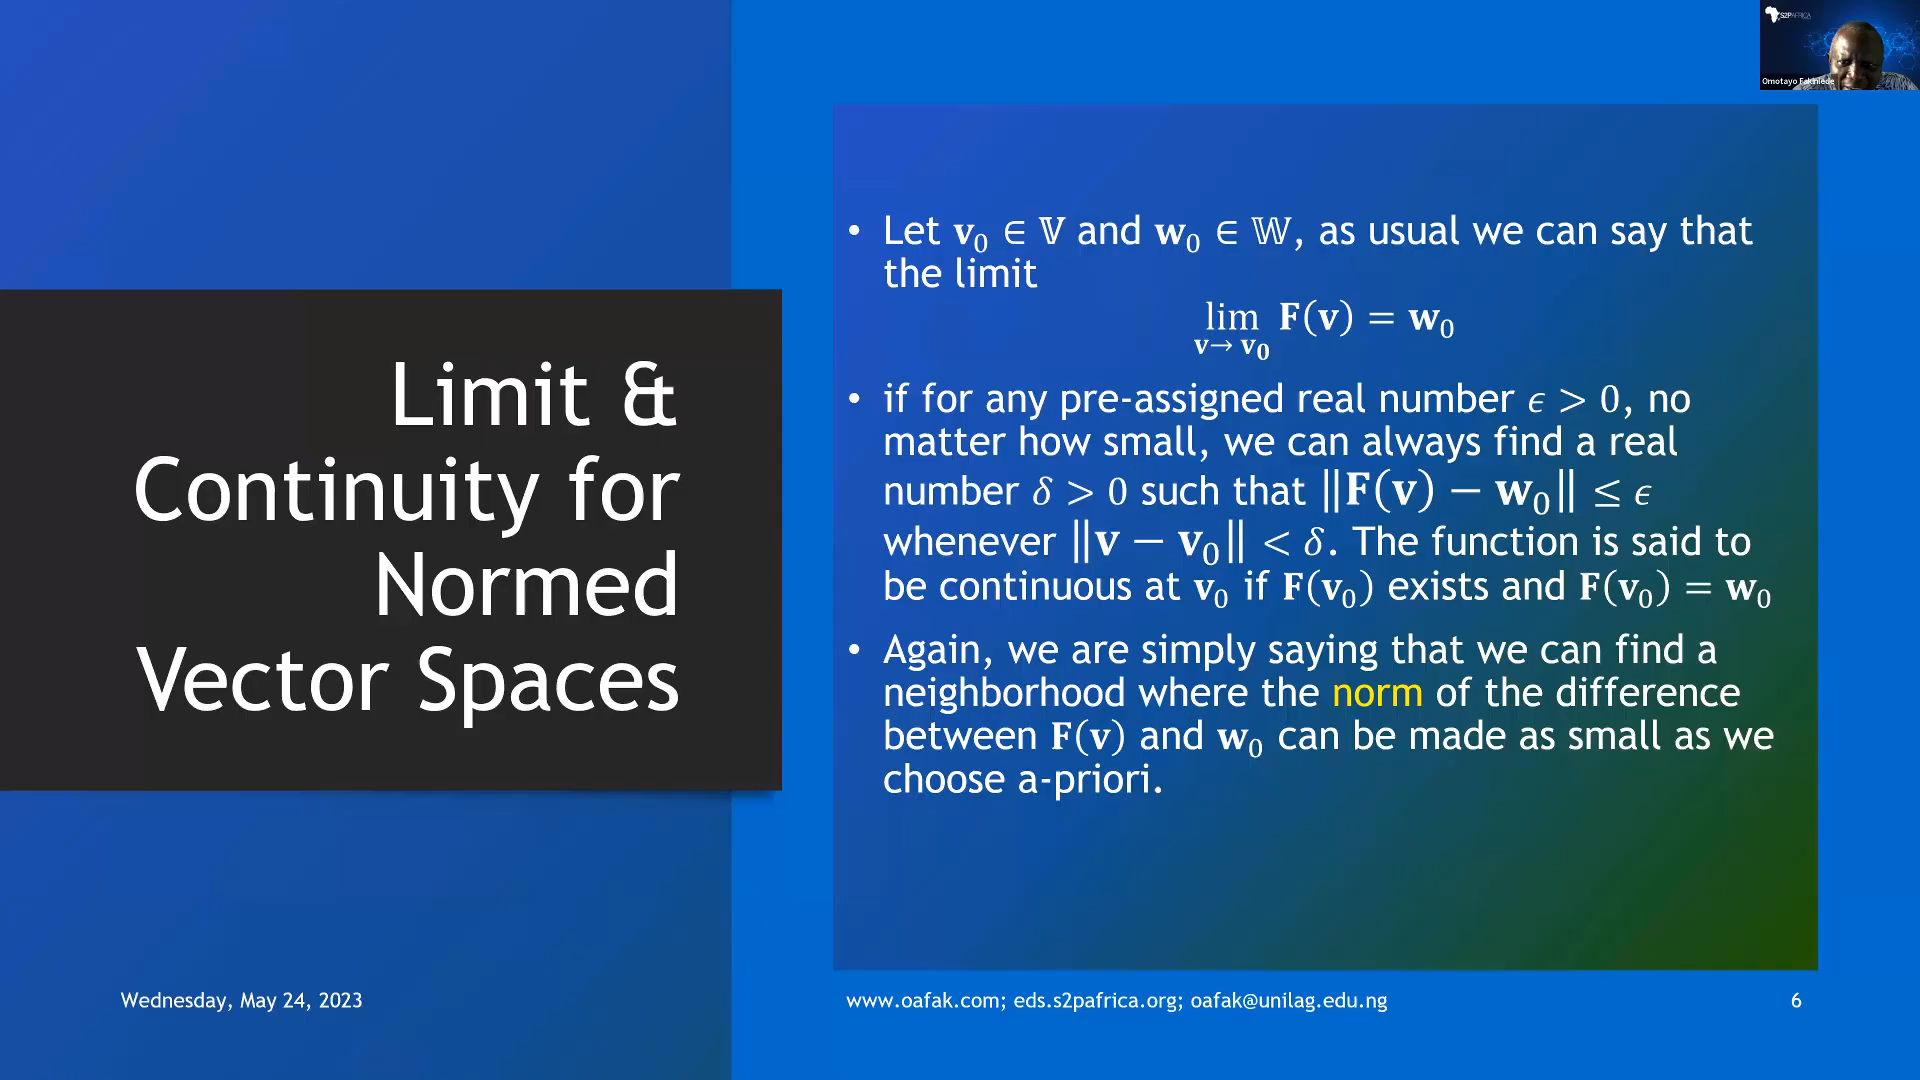 S2PAFRICA
Omotayo Fakinlede
Limit &
Continuity for
Normed
Vector Spaces
• Let 𝐯₀ ∈ 𝕍 and 𝐰₀ ∈ 𝕎, as usual we can say that
the limit
lim 𝐅(𝐯) = 𝐰₀
𝐯→ 𝐯₀
• if for any pre-assigned real number 𝜖 > 0, no
matter how small, we can always find a real
number 𝛿 > 0 such that ‖𝐅(𝐯) − 𝐰₀‖ ≤ 𝜖
whenever ‖𝐯 − 𝐯₀‖ < 𝛿. The function is said to
be continuous at 𝐯₀ if 𝐅(𝐯₀) exists and 𝐅(𝐯₀) = 𝐰₀
• Again, we are simply saying that we can find a
neighborhood where the norm of the difference
between 𝐅(𝐯) and 𝐰₀ can be made as small as we
choose a-priori.
Wednesday, May 24, 2023
www.oafak.com; eds.s2pafrica.org; oafak@unilag.edu.ng
6